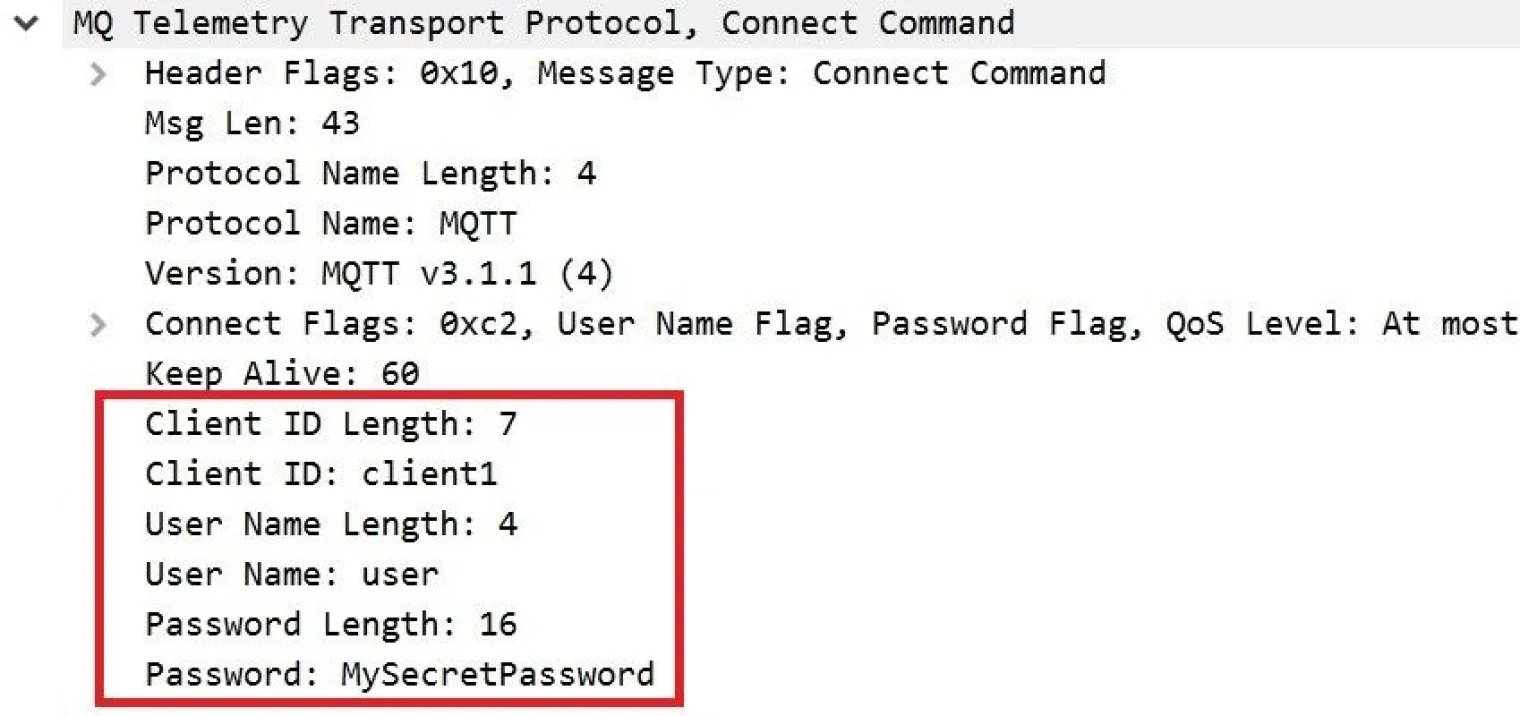 MQ Telemetry Transport Protocol, Connect Command
Header Flags: 0x10, Message Type: Connect Command
Msg Len: 43
Protocol Name Length: 4
Protocol Name: MQTT
Version: MQTT v3.1.1 (4)
Connect Flags: 0xc2, User Name Flag, Password Flag, QoS Level: At most
Keep Alive: 60
Client ID Length: 7
Client ID: client1
User Name Length: 4
User Name: user
Password Length: 16
Password: MySecretPassword